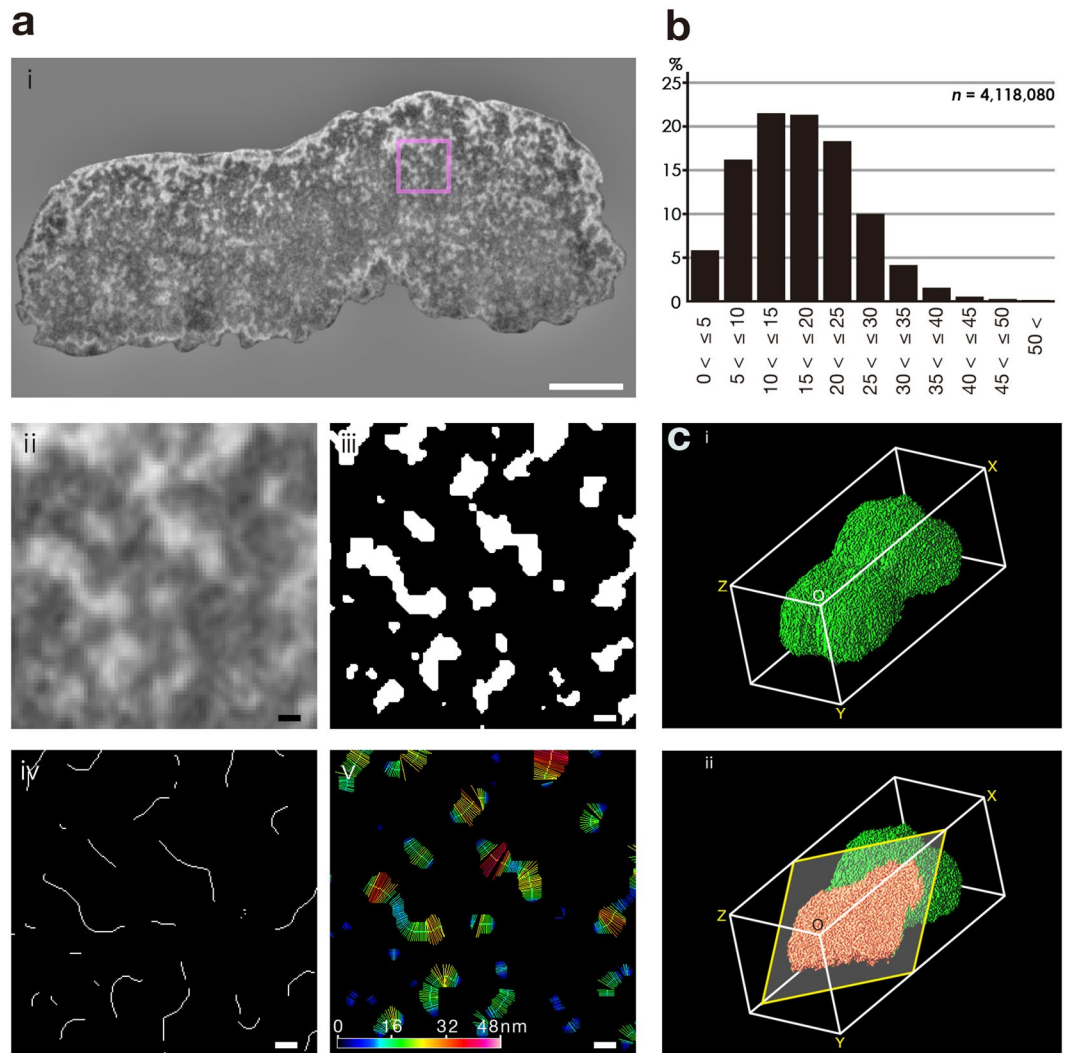 a
i
b
%
25
20
15
10
5
0
n = 4,118,080
0 < ≤ 5
5 < ≤ 10
10 < ≤ 15
15 < ≤ 20
20 < ≤ 25
25 < ≤ 30
30 < ≤ 35
35 < ≤ 40
40 < ≤ 45
45 < ≤ 50
50 <
ii
iii
c
i
X
Z
O
Y
iv
v
0 16 32 48nm
ii
X
Z
O
Y